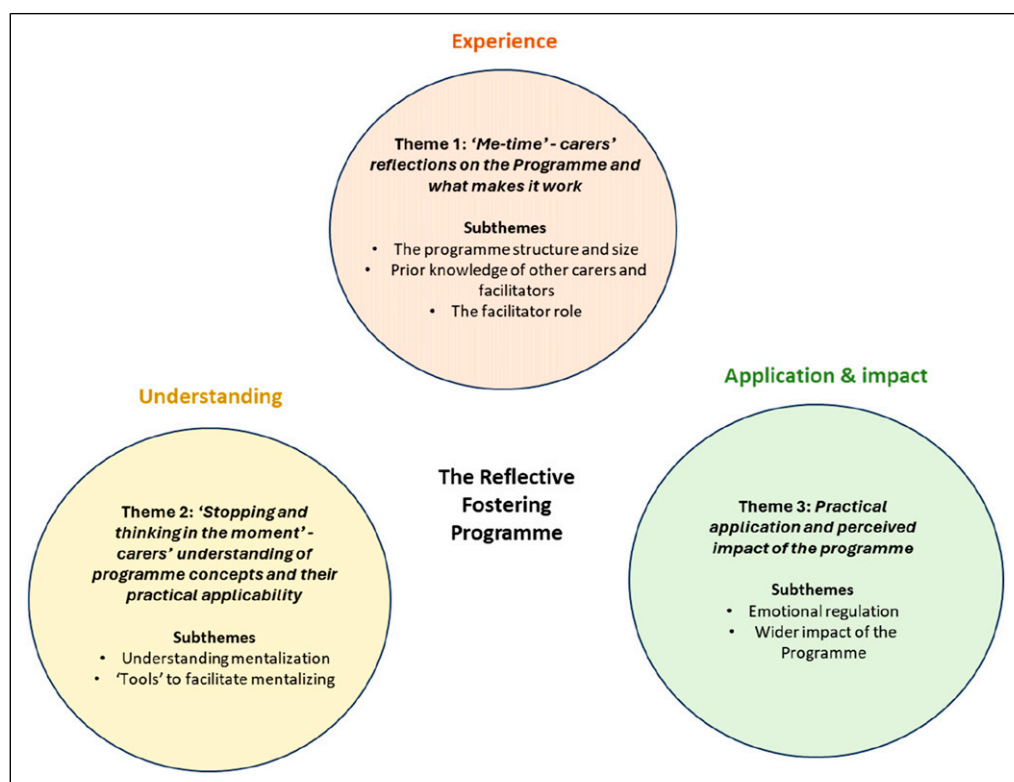 Experience
Theme 1: ‘Me-time’ - carers’
reflections on the Programme and
what makes it work
Subthemes
• The programme structure and size
• Prior knowledge of other carers and
facilitators
• The facilitator role
Understanding
Theme 2: ‘Stopping and
thinking in the moment’ -
carers’ understanding of
programme concepts and their
practical applicability
Subthemes
• Understanding mentalization
• ‘Tools’ to facilitate mentalizing
The Reflective
Fostering
Programme
Application & impact
Theme 3: Practical
application and perceived
impact of the programme
Subthemes
• Emotional regulation
• Wider impact of the
Programme